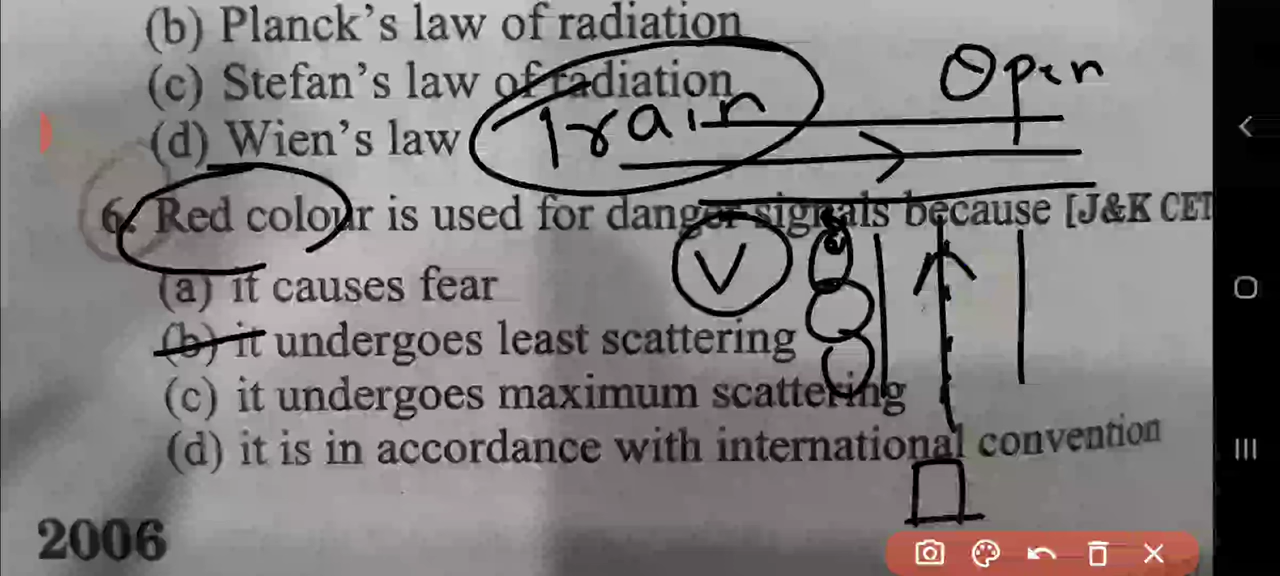 (b) Planck's law of radiation
(c) Stefan's law of radiation
(d) Wien's law
Train
Open
6. Red colour is used for danger signals because [J&K CET
V
(a) it causes fear
(b) it undergoes least scattering
(c) it undergoes maximum scattering
(d) it is in accordance with international convention
2006